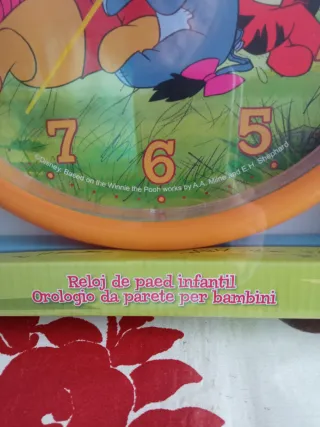 7 6 5
©Disney. Based on the Winnie the Pooh works by A.A. Milne and E.H. Shepherd
Reloj de paed infantil
Orologio da parete per bambini